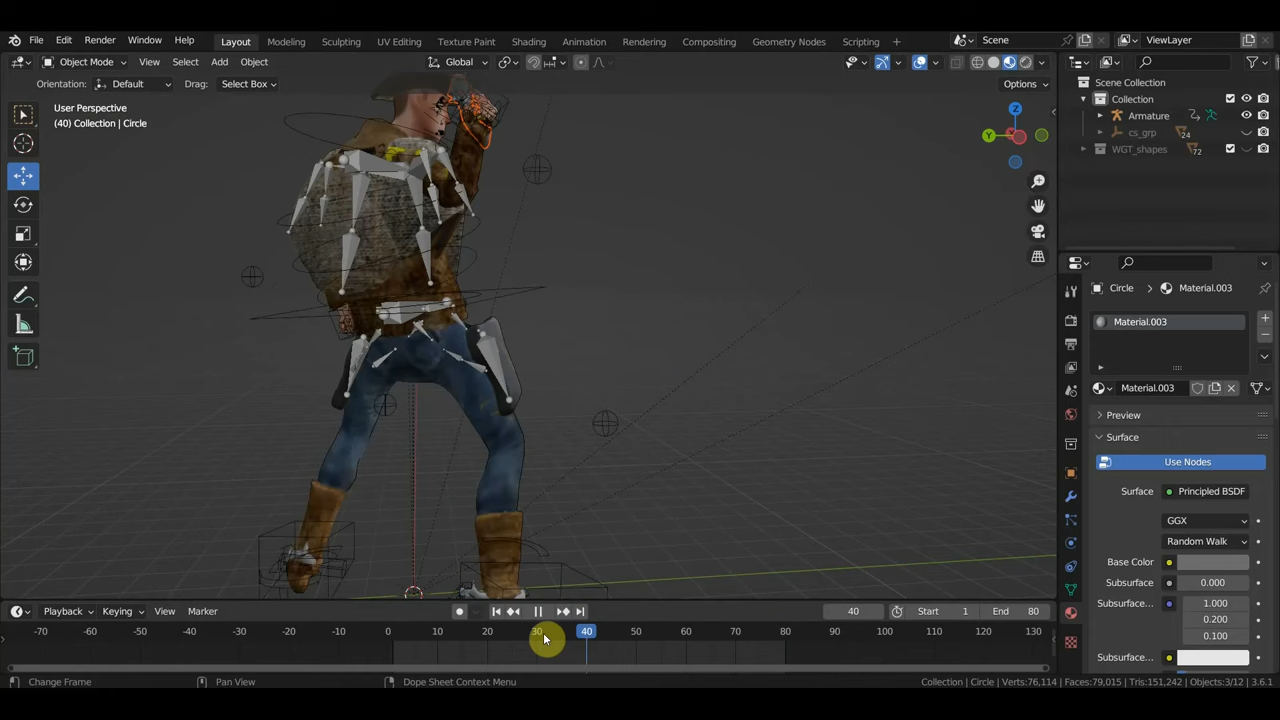 File Edit Render Window Help Layout Modeling Sculpting UV Editing Texture Paint Shading Animation Rendering Compositing Geometry Nodes Scripting + Scene ViewLayer
Object Mode View Select Add Object Global
Orientation: Default Drag: Select Box Options
User Perspective
(40) Collection | Circle
Z
Y
Scene Collection
Collection
Armature
cs_grp 24
WGT_shapes 72
Circle > Material.003
Material.003
Material.003
Preview
Surface
Use Nodes
Surface Principled BSDF
GGX
Random Walk
Base Color
Subsurface 0.000
Subsurface... 1.000
0.200
0.100
Subsurface...
Playback Keying View Marker 40 Start 1 End 80
-70 -60 -50 -40 -30 -20 -10 0 10 20 30 40 50 60 70 80 90 100 110 120 130
Change Frame Pan View Dope Sheet Context Menu Collection | Circle | Verts:76,114 | Faces:79,015 | Tris:151,242 | Objects:3/12 | 3.6.1